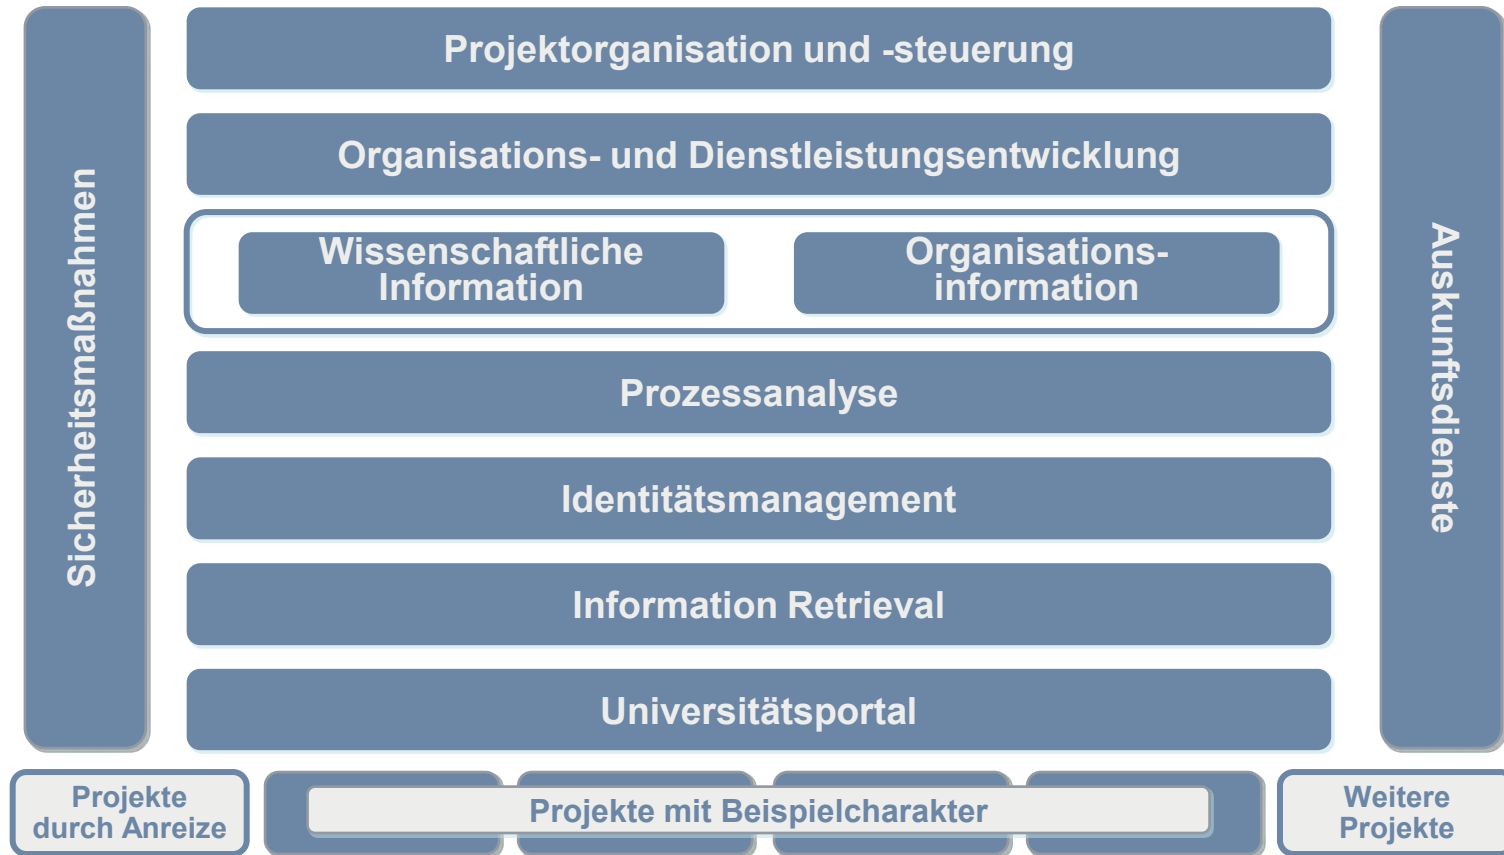 Projektorganisation und -steuerung
Organisations- und Dienstleistungsentwicklung
Sicherheitsmaßnahmen
Wissenschaftliche
Information
Organisations-
information
Auskunftsdienste
Prozessanalyse
Identitätsmanagement
Information Retrieval
Universitätsportal
Projekte
durch Anreize
Projekte mit Beispielcharakter
Weitere
Projekte